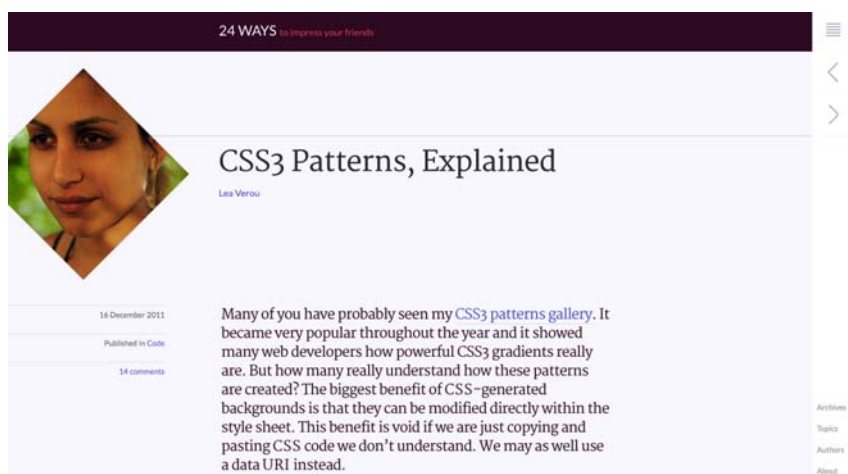 24 WAYS to impress your friends
CSS3 Patterns, Explained
Lea Verou
16 December 2011
Published in Code
14 comments
Many of you have probably seen my CSS3 patterns gallery. It
became very popular throughout the year and it showed
many web developers how powerful CSS3 gradients really
are. But how many really understand how these patterns
are created? The biggest benefit of CSS-generated
backgrounds is that they can be modified directly within the
style sheet. This benefit is void if we are just copying and
pasting CSS code we don’t understand. We may as well use
a data URI instead.
Archives
Topics
Authors
About